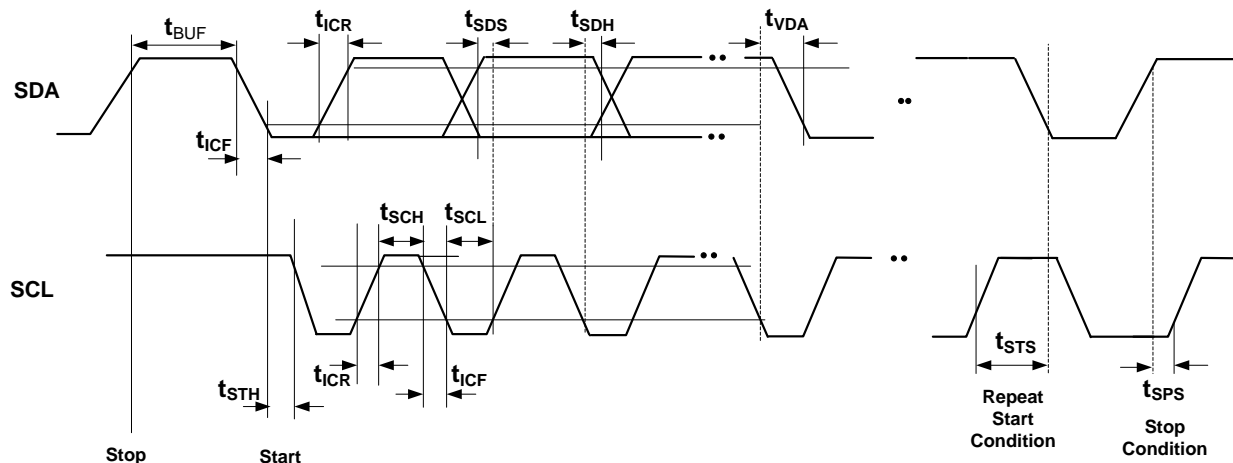 tBUF
tICR
tSDS
tSDH
tVDA
SDA
tICF
tSCH
tSCL
SCL
tSTH
tICR
tICF
tSTS
tSPS
Stop
Start
Repeat
Start
Condition
Stop
Condition